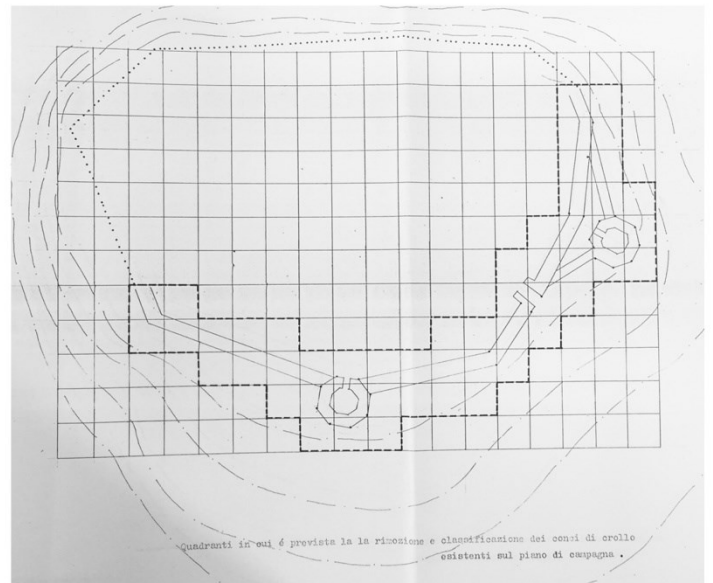 Quadranti in cui é prevista la la rimozione e classificazione dei conci di crollo
esistenti sul piano di campagna .